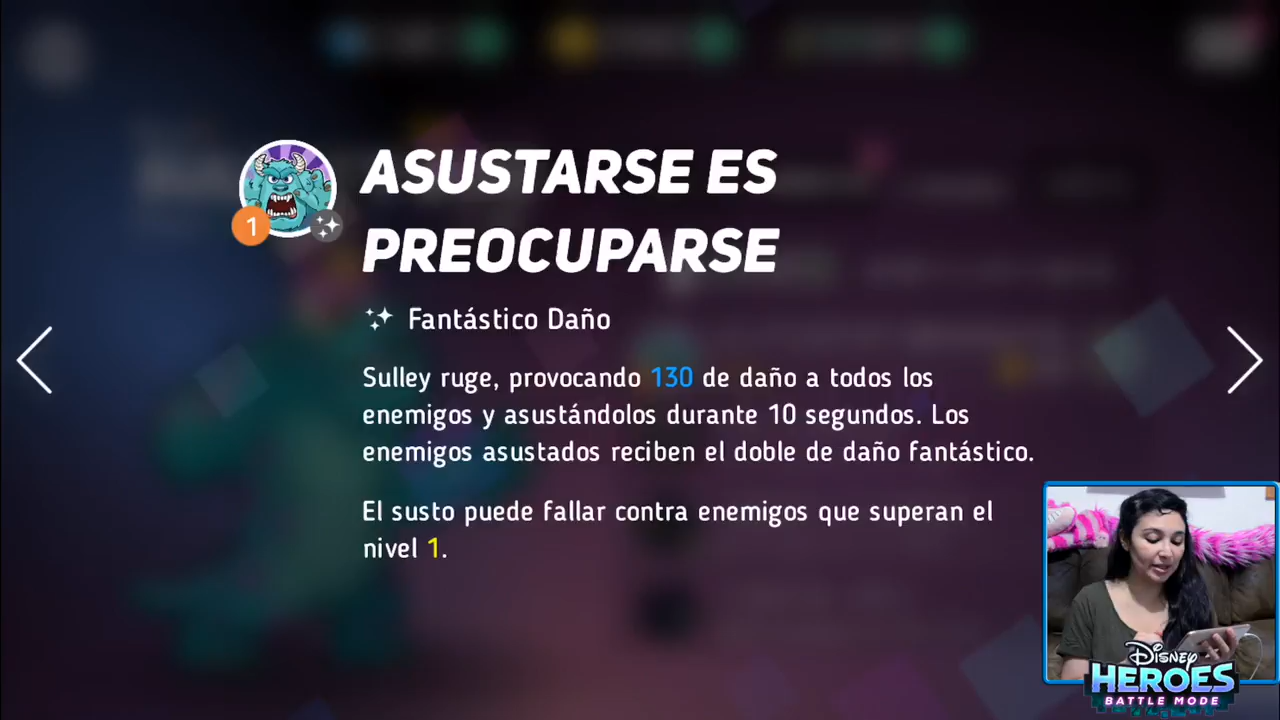 ASUSTARSE ES
PREOCUPARSE
1
Fantástico Daño
Sulley ruge, provocando 130 de daño a todos los
enemigos y asustándolos durante 10 segundos. Los
enemigos asustados reciben el doble de daño fantástico.
El susto puede fallar contra enemigos que superan el
nivel 1.
DISNEY
HEROES
BATTLE MODE